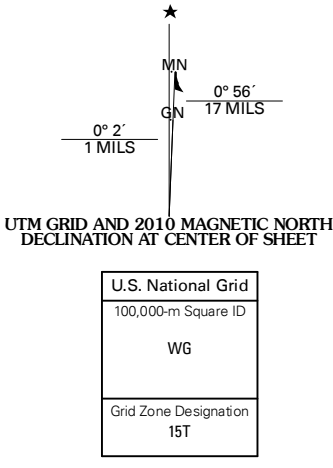 MN
0° 56´
17 MILS
GN
0° 2´
1 MILS
UTM GRID AND 2010 MAGNETIC NORTH
DECLINATION AT CENTER OF SHEET
U.S. National Grid
100,000-m Square ID
WG
Grid Zone Designation
15T